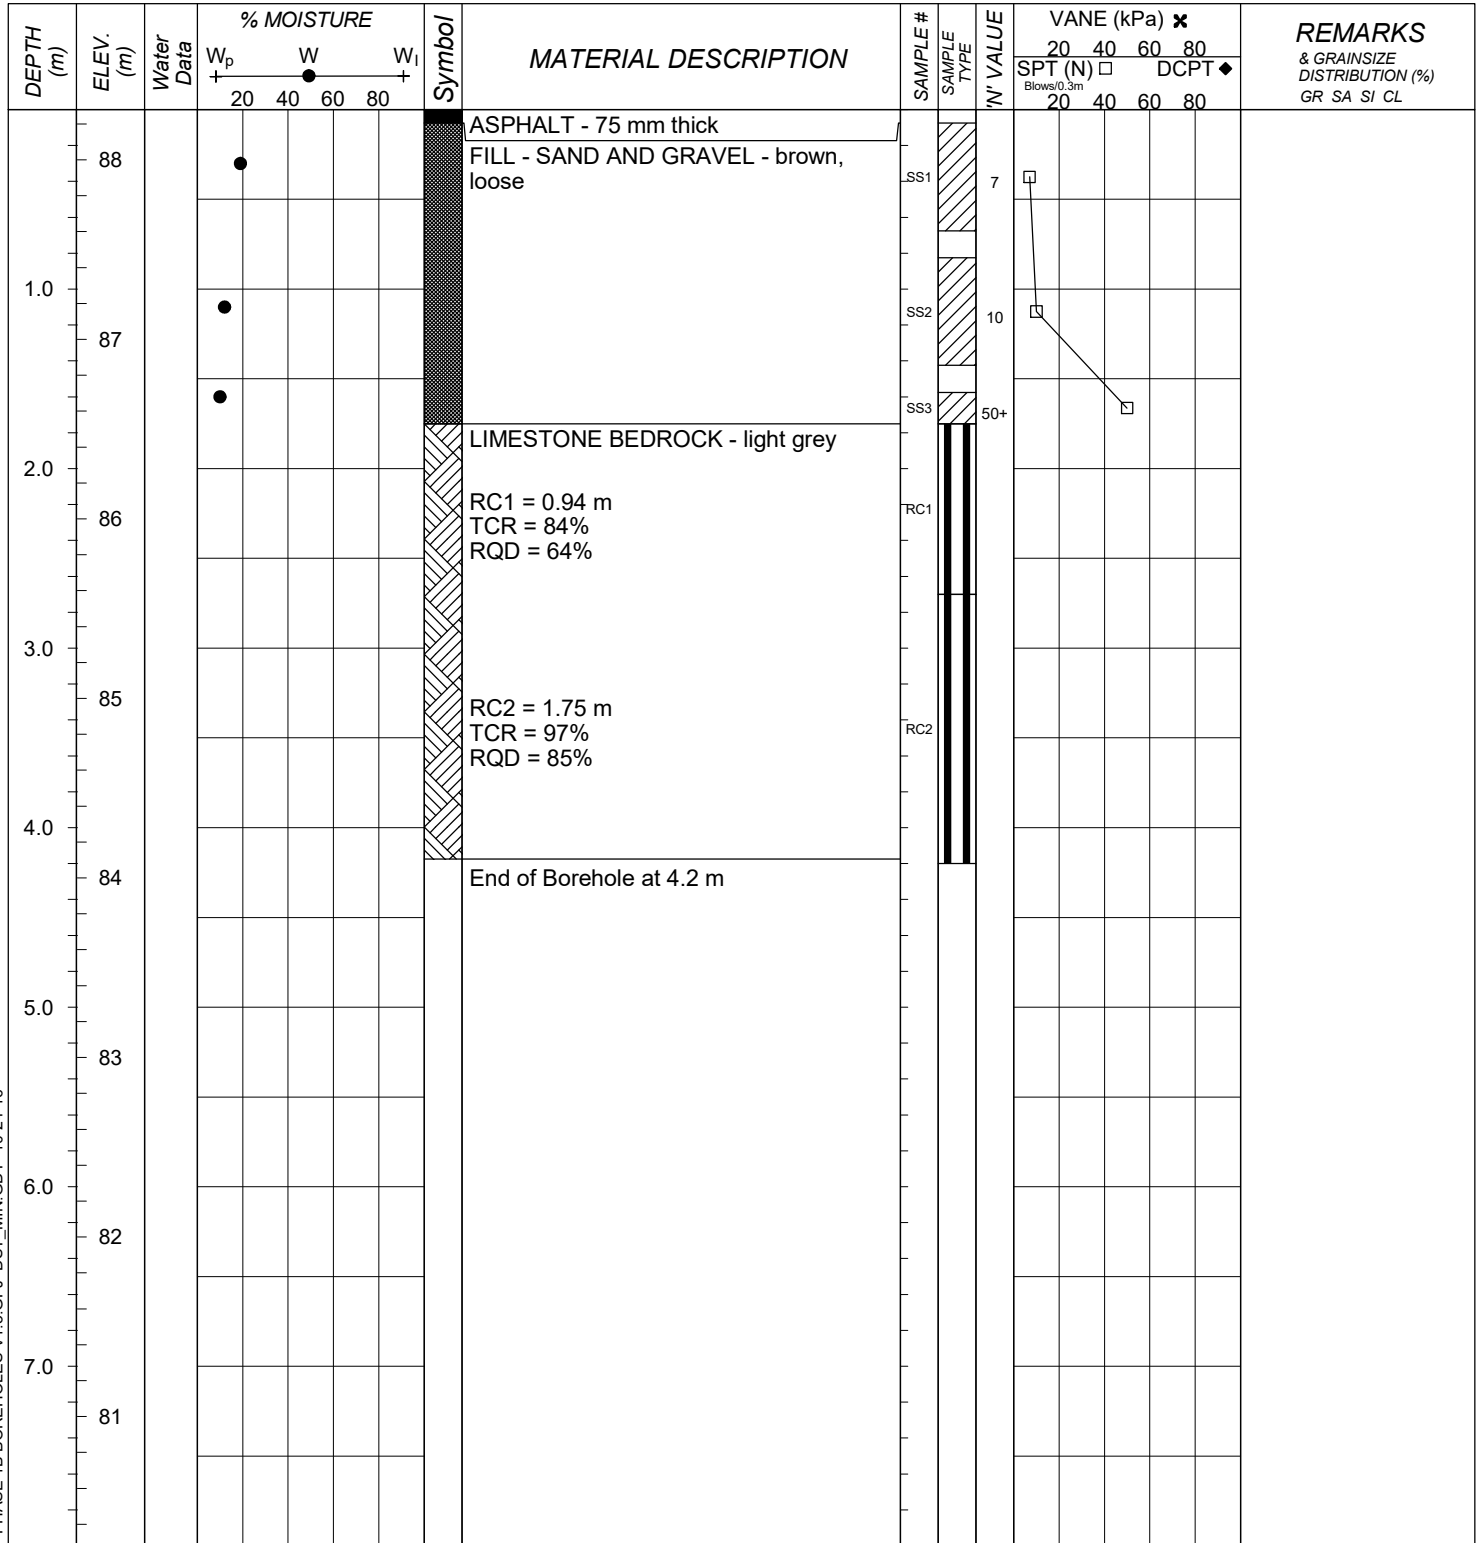 DEPTH (m)
ELEV. (m)
Water Data
% MOISTURE
Wp W Wl
20 40 60 80
Symbol
MATERIAL DESCRIPTION
SAMPLE #
SAMPLE TYPE
'N' VALUE
VANE (kPa) ✖
20 40 60 80
SPT (N) □ DCPT ◆
Blows/0.3m
20 40 60 80
REMARKS
& GRAINSIZE
DISTRIBUTION (%)
GR SA SI CL
ASPHALT - 75 mm thick
88
FILL - SAND AND GRAVEL - brown,
loose
SS1
7
1.0
SS2
10
87
SS3
50+
LIMESTONE BEDROCK - light grey
2.0
RC1 = 0.94 m
86
TCR = 84%
RQD = 64%
RC1
3.0
85
RC2 = 1.75 m
TCR = 97%
RQD = 85%
RC2
4.0
84
End of Borehole at 4.2 m
5.0
83
6.0
82
7.0
81